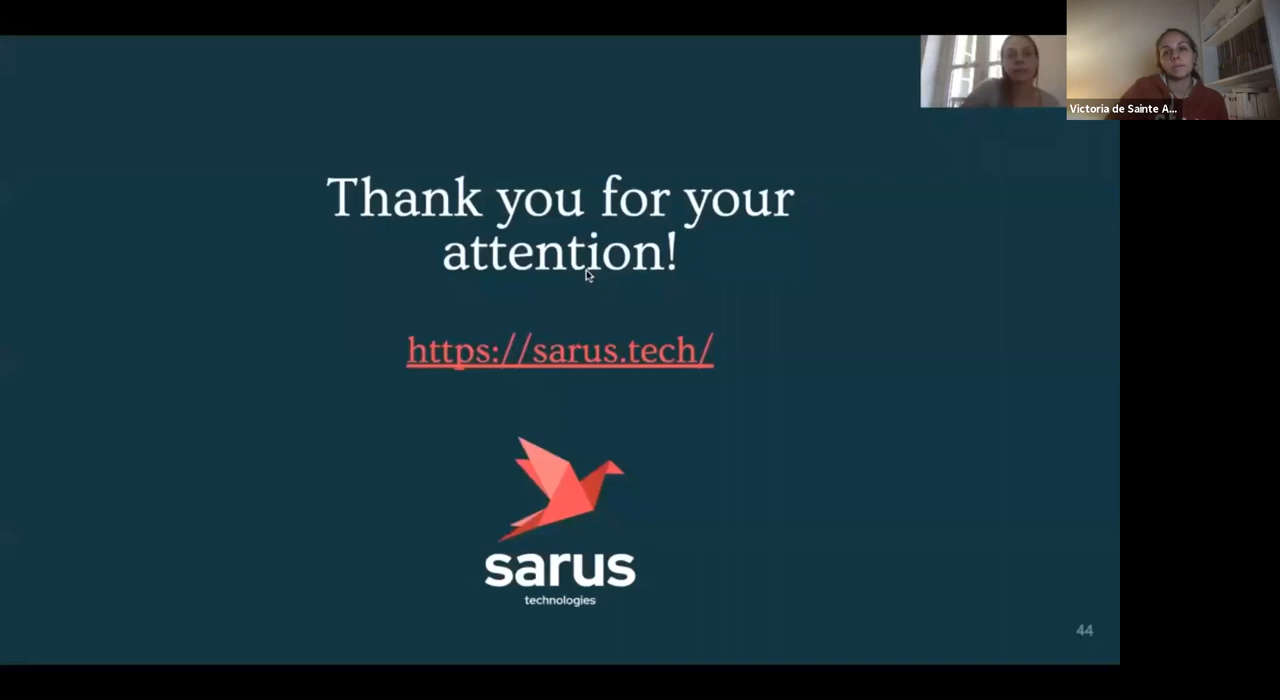 Victoria de Sainte A...
Thank you for your
attention!
https://sarus.tech/
sarus
technologies
44